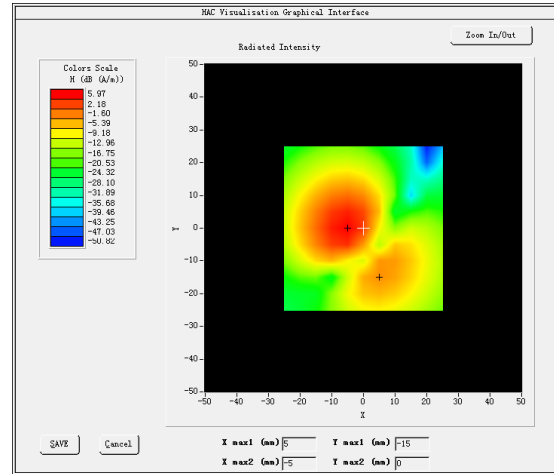 HAC Visualisation Graphical Interface
Zoom In/Out
Radiated Intensity
Colors Scale
H (dB (A/m))
5.97
2.18
-1.60
-5.39
-9.18
-12.96
-16.75
-20.53
-24.32
-28.10
-31.89
-35.68
-39.46
-43.25
-47.03
-50.82
50
40
30
20
10
0
-10
-20
-30
-40
-50
Y
-50 -40 -30 -20 -10 0 10 20 30 40 50
X
SAVE Cancel
X max1 (mm) 5 Y max1 (mm) -15
X max2 (mm) -5 Y max2 (mm) 0